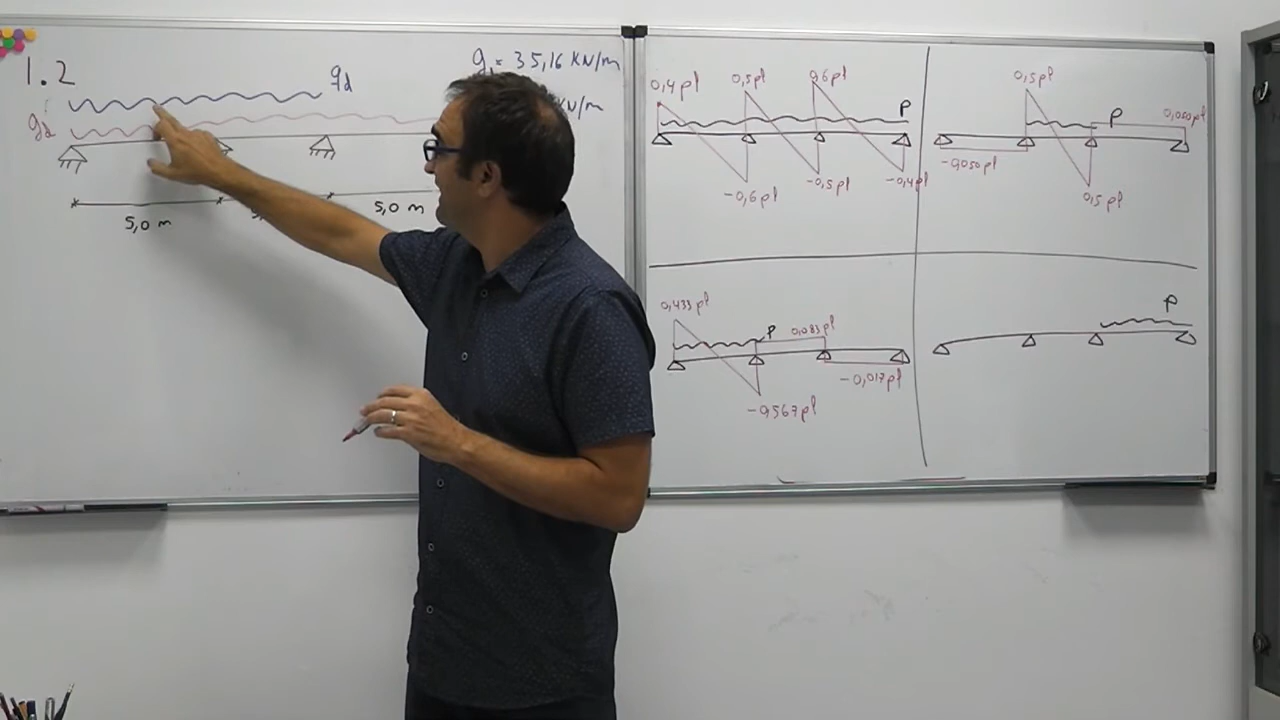 1.2
qd
gd
5,0 m
5,0 m
g₁ = 35,16 KN/m
KN/m
0,4 pl
0,5 pl
0,6 pl
P
-0,6 pl
-0,5 pl
-0,4 pl
0,5 pl
P
0,050 pl
-0,050 pl
0,5 pl
0,433 pl
P
0,083 pl
-0,017 pl
-0,567 pl
P